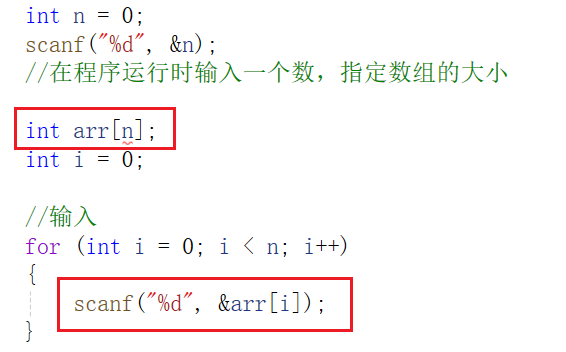 int n = 0;
scanf("%d", &n);
//在程序运行时输入一个数，指定数组的大小
int arr[n];
int i = 0;
//输入
for (int i = 0; i < n; i++)
{
scanf("%d", &arr[i]);
}